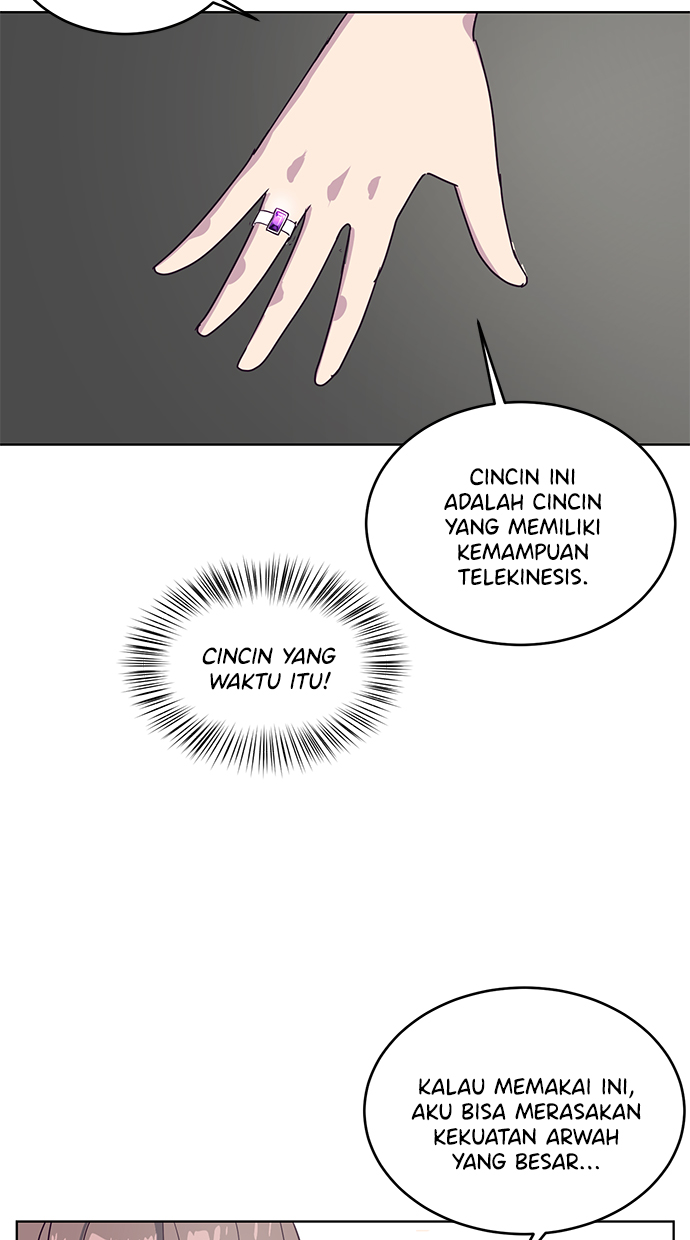 CINCIN INI
ADALAH CINCIN
YANG MEMILIKI
KEMAMPUAN
TELEKINESIS.
CINCIN YANG
WAKTU ITU!
KALAU MEMAKAI INI,
AKU BISA MERASAKAN
KEKUATAN ARWAH
YANG BESAR...